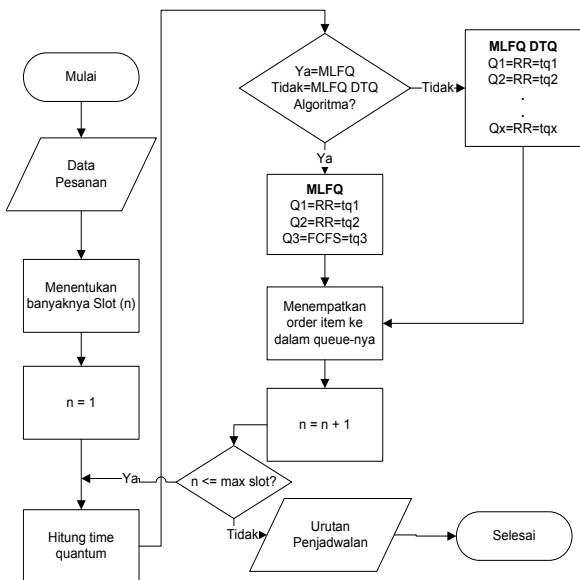 Mulai
Data
Pesanan
Menentukan
banyaknya Slot (n)
n = 1
Hitung time
quantum
Ya=MLFQ
Tidak=MLFQ DTQ
Algoritma?
Tidak
Ya
MLFQ DTQ
Q1=RR=tq1
Q2=RR=tq2
.
.
Qx=RR=tqx
MLFQ
Q1=RR=tq1
Q2=RR=tq2
Q3=FCFS=tq3
Menempatkan
order item ke
dalam queue-nya
n = n + 1
n <= max slot?
Ya
Tidak
Urutan
Penjadwalan
Selesai